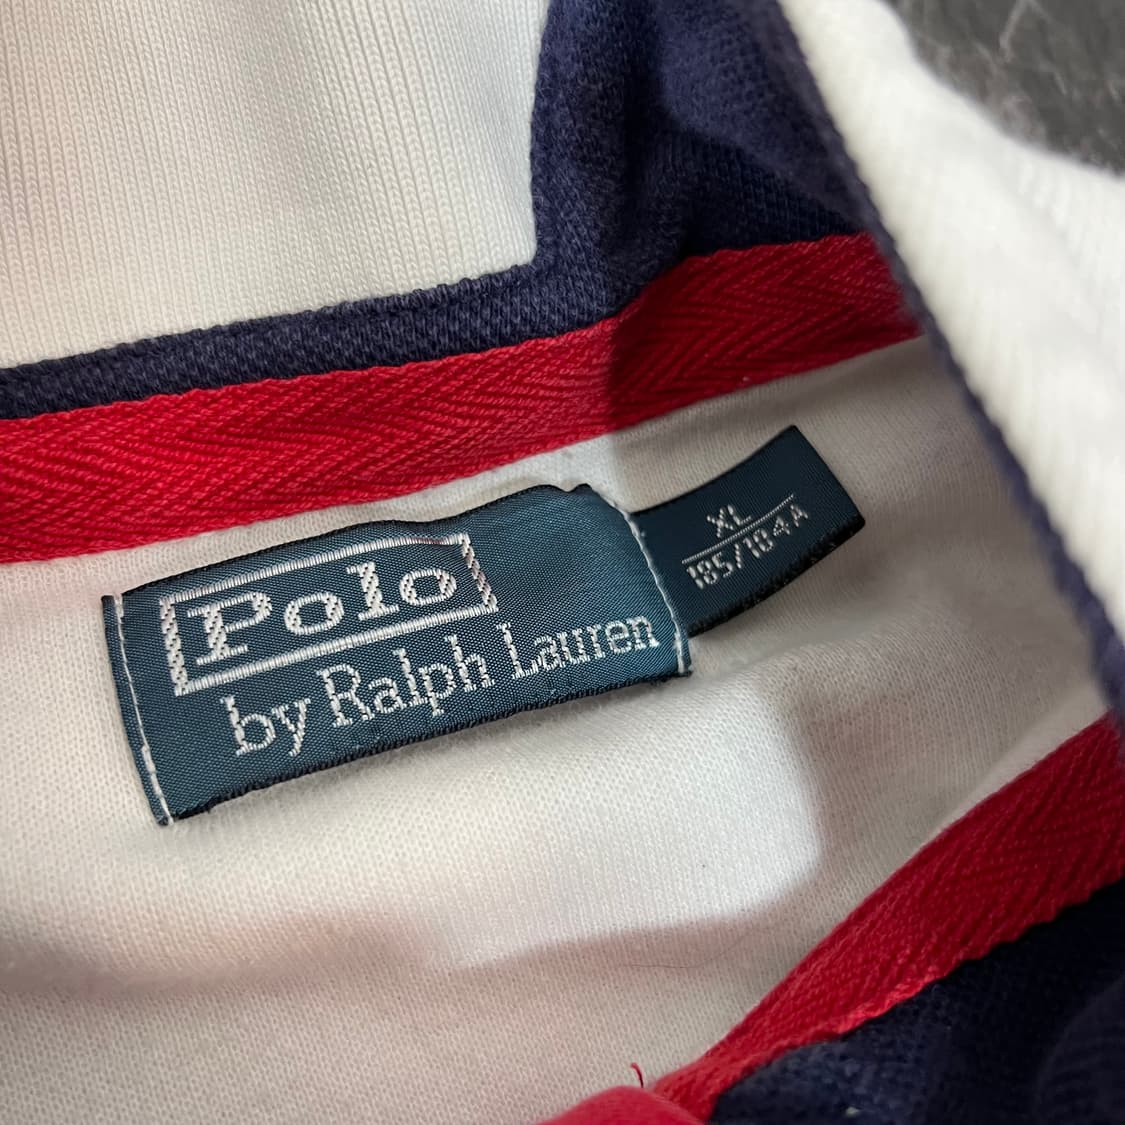 Polo
by Ralph Lauren
XL
185/104A